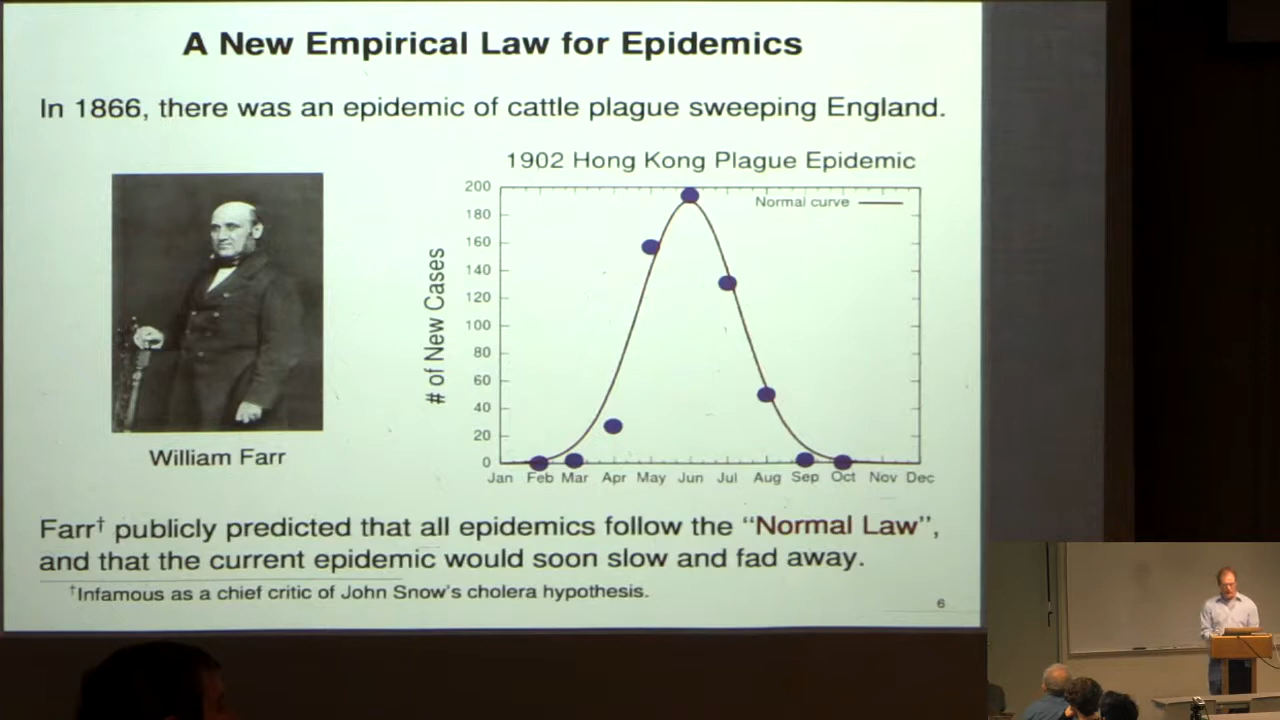 A New Empirical Law for Epidemics
In 1866, there was an epidemic of cattle plague sweeping England.
1902 Hong Kong Plague Epidemic
200
180
160
140
120
100
80
60
40
20
0
# of New Cases
Normal curve
Jan Feb Mar Apr May Jun Jul Aug Sep Oct Nov Dec
William Farr
Farr† publicly predicted that all epidemics follow the “Normal Law”,
and that the current epidemic would soon slow and fad away.
†Infamous as a chief critic of John Snow's cholera hypothesis.
6